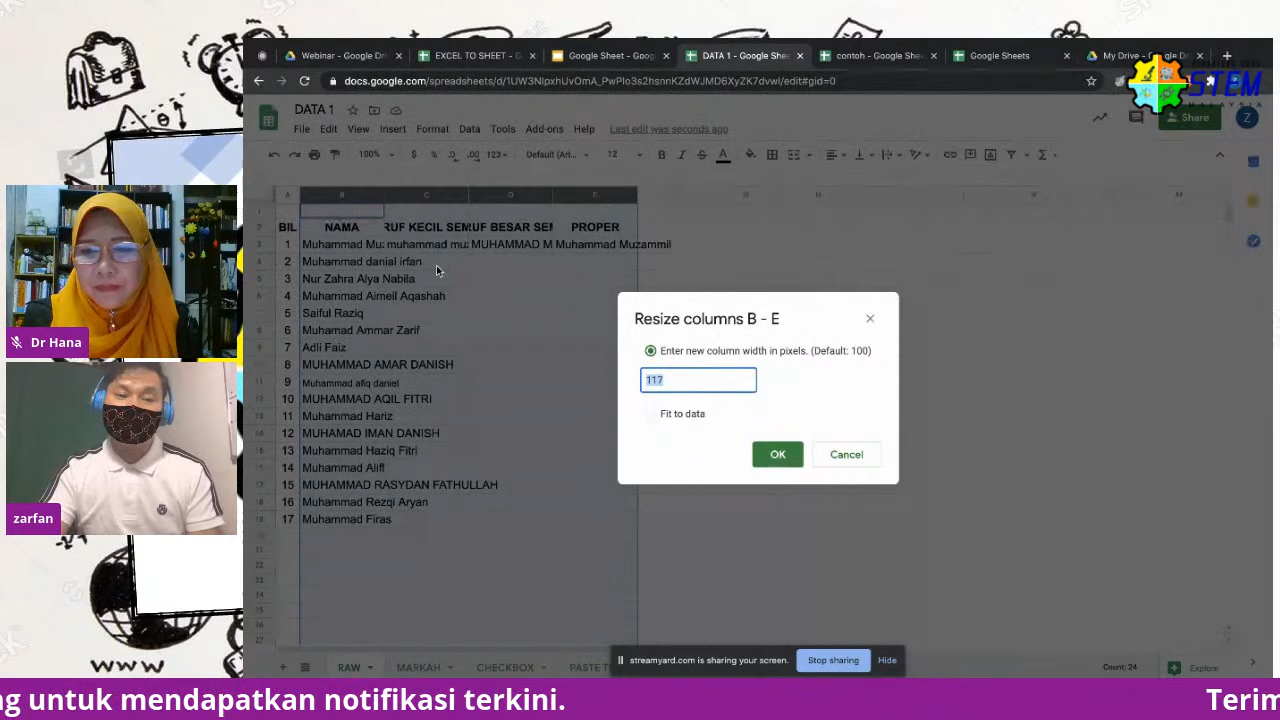 Webinar - Google Dri
EXCEL TO SHEET - G
Google Sheet - Goog
DATA 1 - Google Shee
contoh - Google Shee
Google Sheets
My Drive - Google D
STEM
MALAYSIA
DATA 1
File Edit View Insert Format Data Tools Add-ons Help Last edit was seconds ago
Share
Z
100% $ % .0 .00 123 Default (Ari... 12 B I S A
A B C D E
BIL NAMA RUF KECIL SEM UF BESAR SEM PROPER
1 Muhammad Mu muhammad mu MUHAMMAD M Muhammad Muzammil
2 Muhammad danial irfan
3 Nur Zahra Alya Nabila
4 Muhammad Aimeil Aqashah
5 Saiful Raziq
6 Muhamad Ammar Zarif
7 Adli Faiz
8 MUHAMMAD AMAR DANISH
9 Muhammad afiq daniel
10 MUHAMMAD AQIL FITRI
11 Muhammad Hariz
12 MUHAMAD IMAN DANISH
13 Muhammad Haziq Fitri
14 Muhammad Aliff
15 MUHAMMAD RASYDAN FATHULLAH
16 Muhammad Rezqi Aryan
17 Muhammad Firas
Resize columns B - E
Enter new column width in pixels. (Default: 100)
117
Fit to data
OK Cancel
Dr Hana
zarfan
RAW MARKAH CHECKBOX PASTE
streamyard.com is sharing your screen. Stop sharing Hide
Count: 24 Explore
www
ng untuk mendapatkan notifikasi terkini. Terim